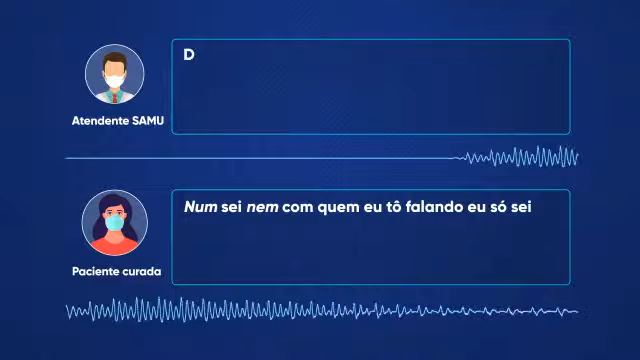 D
Atendente SAMU
Num sei nem com quem eu tô falando eu só sei
Paciente curada